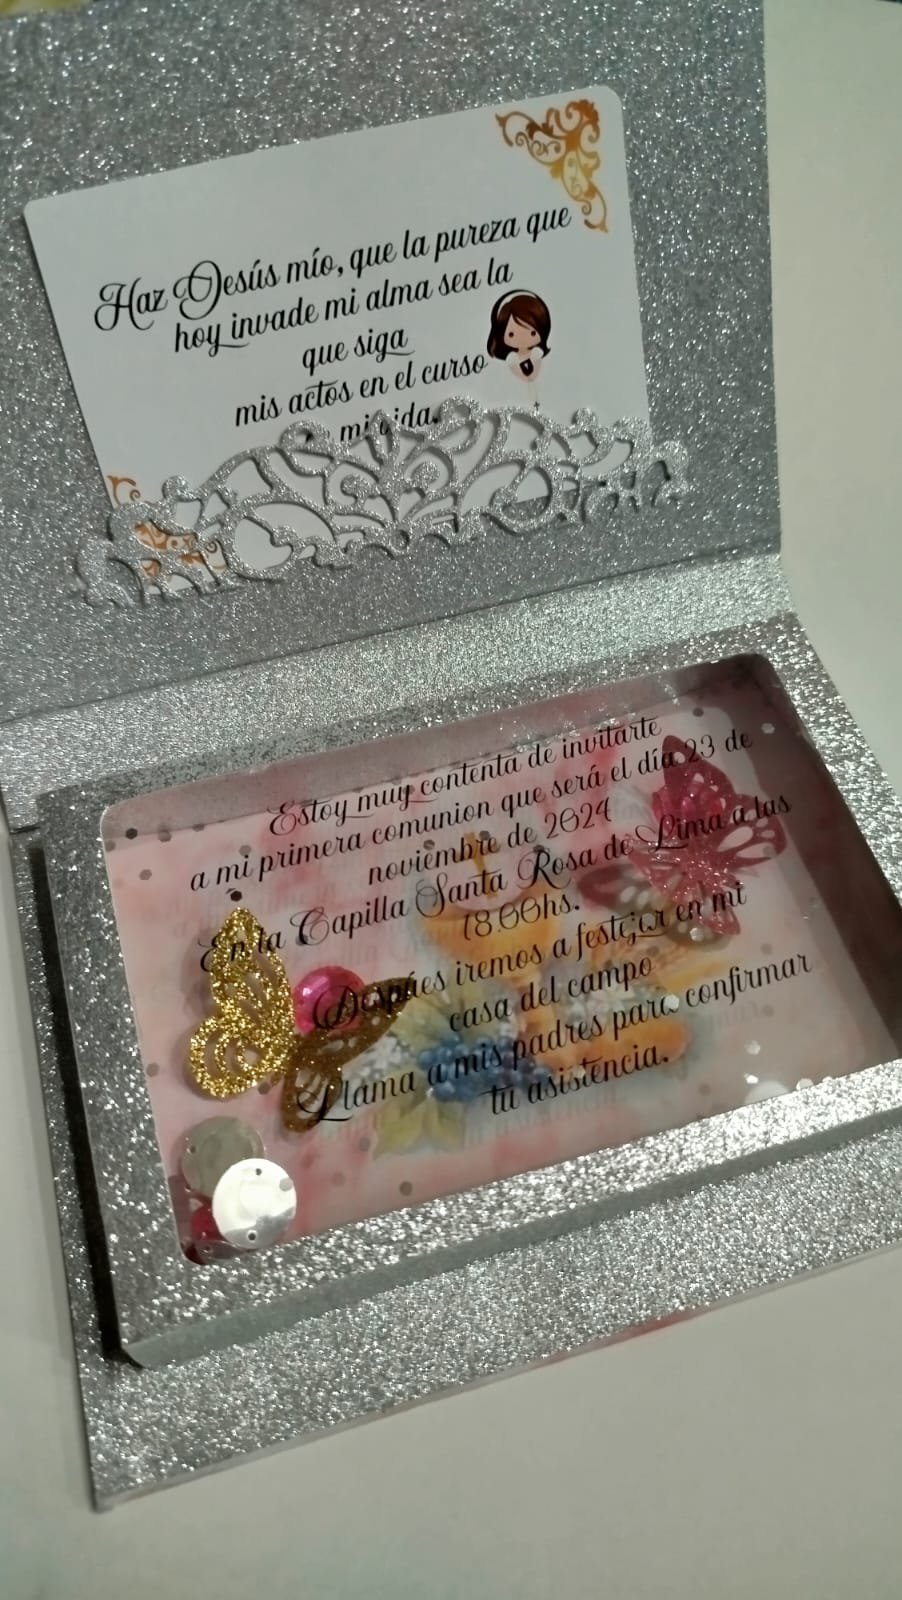 Haz Jesús mío, que la pureza que
hoy invade mi alma sea la
que siga
mis actos en el curso
mi vida.
Estoy muy contenta de invitarte
a mi primera comunion que será el día 23 de
noviembre de 2024
En la Capilla Santa Rosa de Lima a las
18.00hs.
Despúes iremos a festejar en mi
casa del campo
Llama a mis padres para confirmar
tu asistencia.